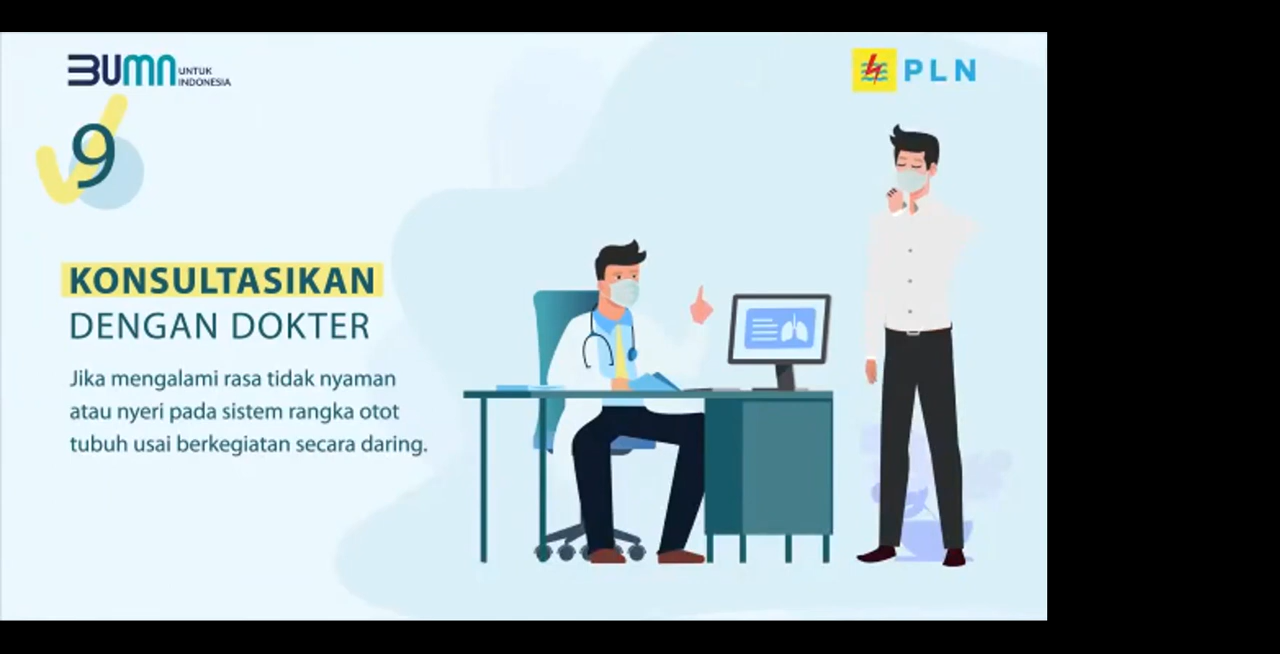 BUMN UNTUK
INDONESIA
PLN
9
KONSULTASIKAN
DENGAN DOKTER
Jika mengalami rasa tidak nyaman
atau nyeri pada sistem rangka otot
tubuh usai berkegiatan secara daring.